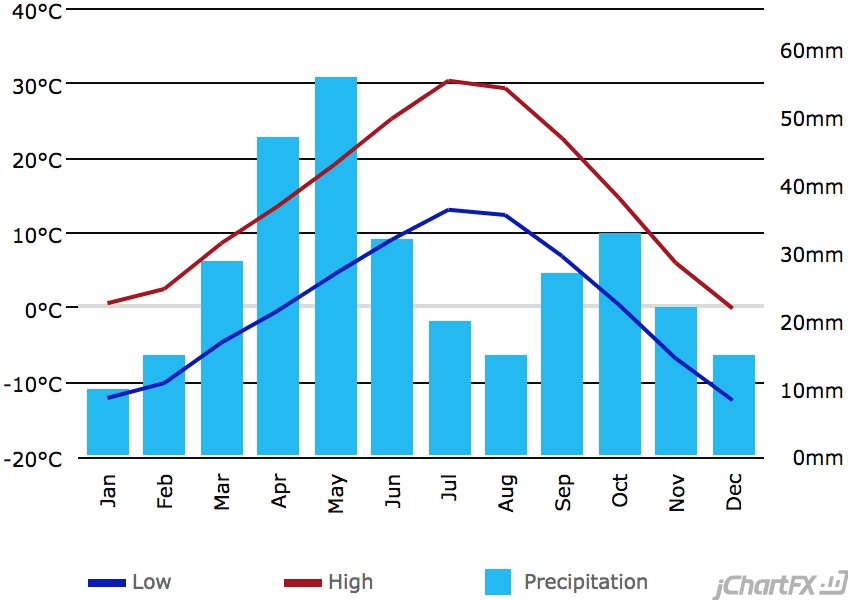 40°C
30°C
20°C
10°C
0°C
-10°C
-20°C
60mm
50mm
40mm
30mm
20mm
10mm
0mm
Jan
Feb
Mar
Apr
May
Jun
Jul
Aug
Sep
Oct
Nov
Dec
Low
High
Precipitation
jChartFX